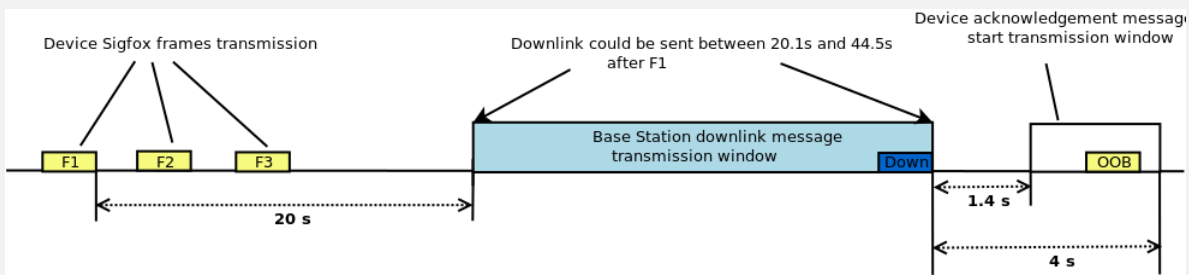 Device acknowledgement message
start transmission window
Device Sigfox frames transmission
Downlink could be sent between 20.1s and 44.5s
after F1
Base Station downlink message
transmission window
F1
F2
F3
Down
OOB
20 s
1.4 s
4 s